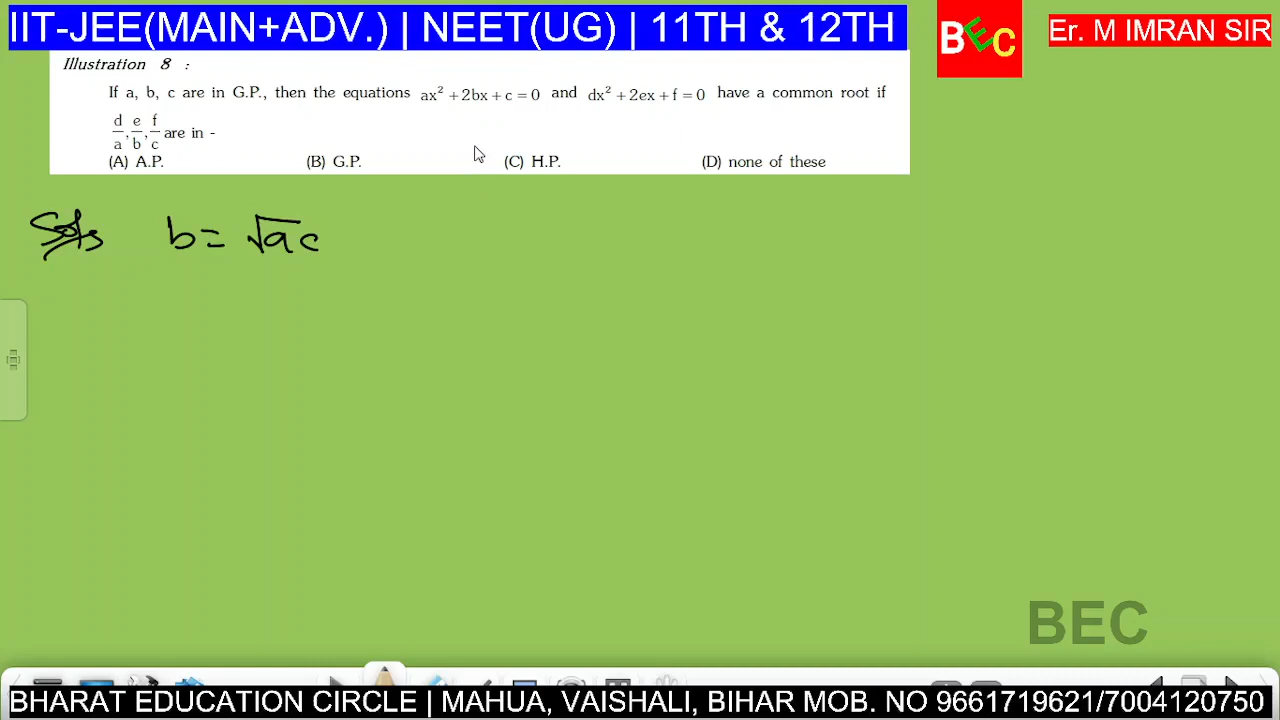 IIT-JEE(MAIN+ADV.) | NEET(UG) | 11TH & 12TH
BEC
Er. M IMRAN SIR
Illustration 8 :
If a, b, c are in G.P., then the equations ax² + 2bx + c = 0 and dx² + 2ex + f = 0 have a common root if
d/a, e/b, f/c are in -
(A) A.P. (B) G.P. (C) H.P. (D) none of these
b = √ac
BEC
BHARAT EDUCATION CIRCLE | MAHUA, VAISHALI, BIHAR MOB. NO 9661719621/7004120750